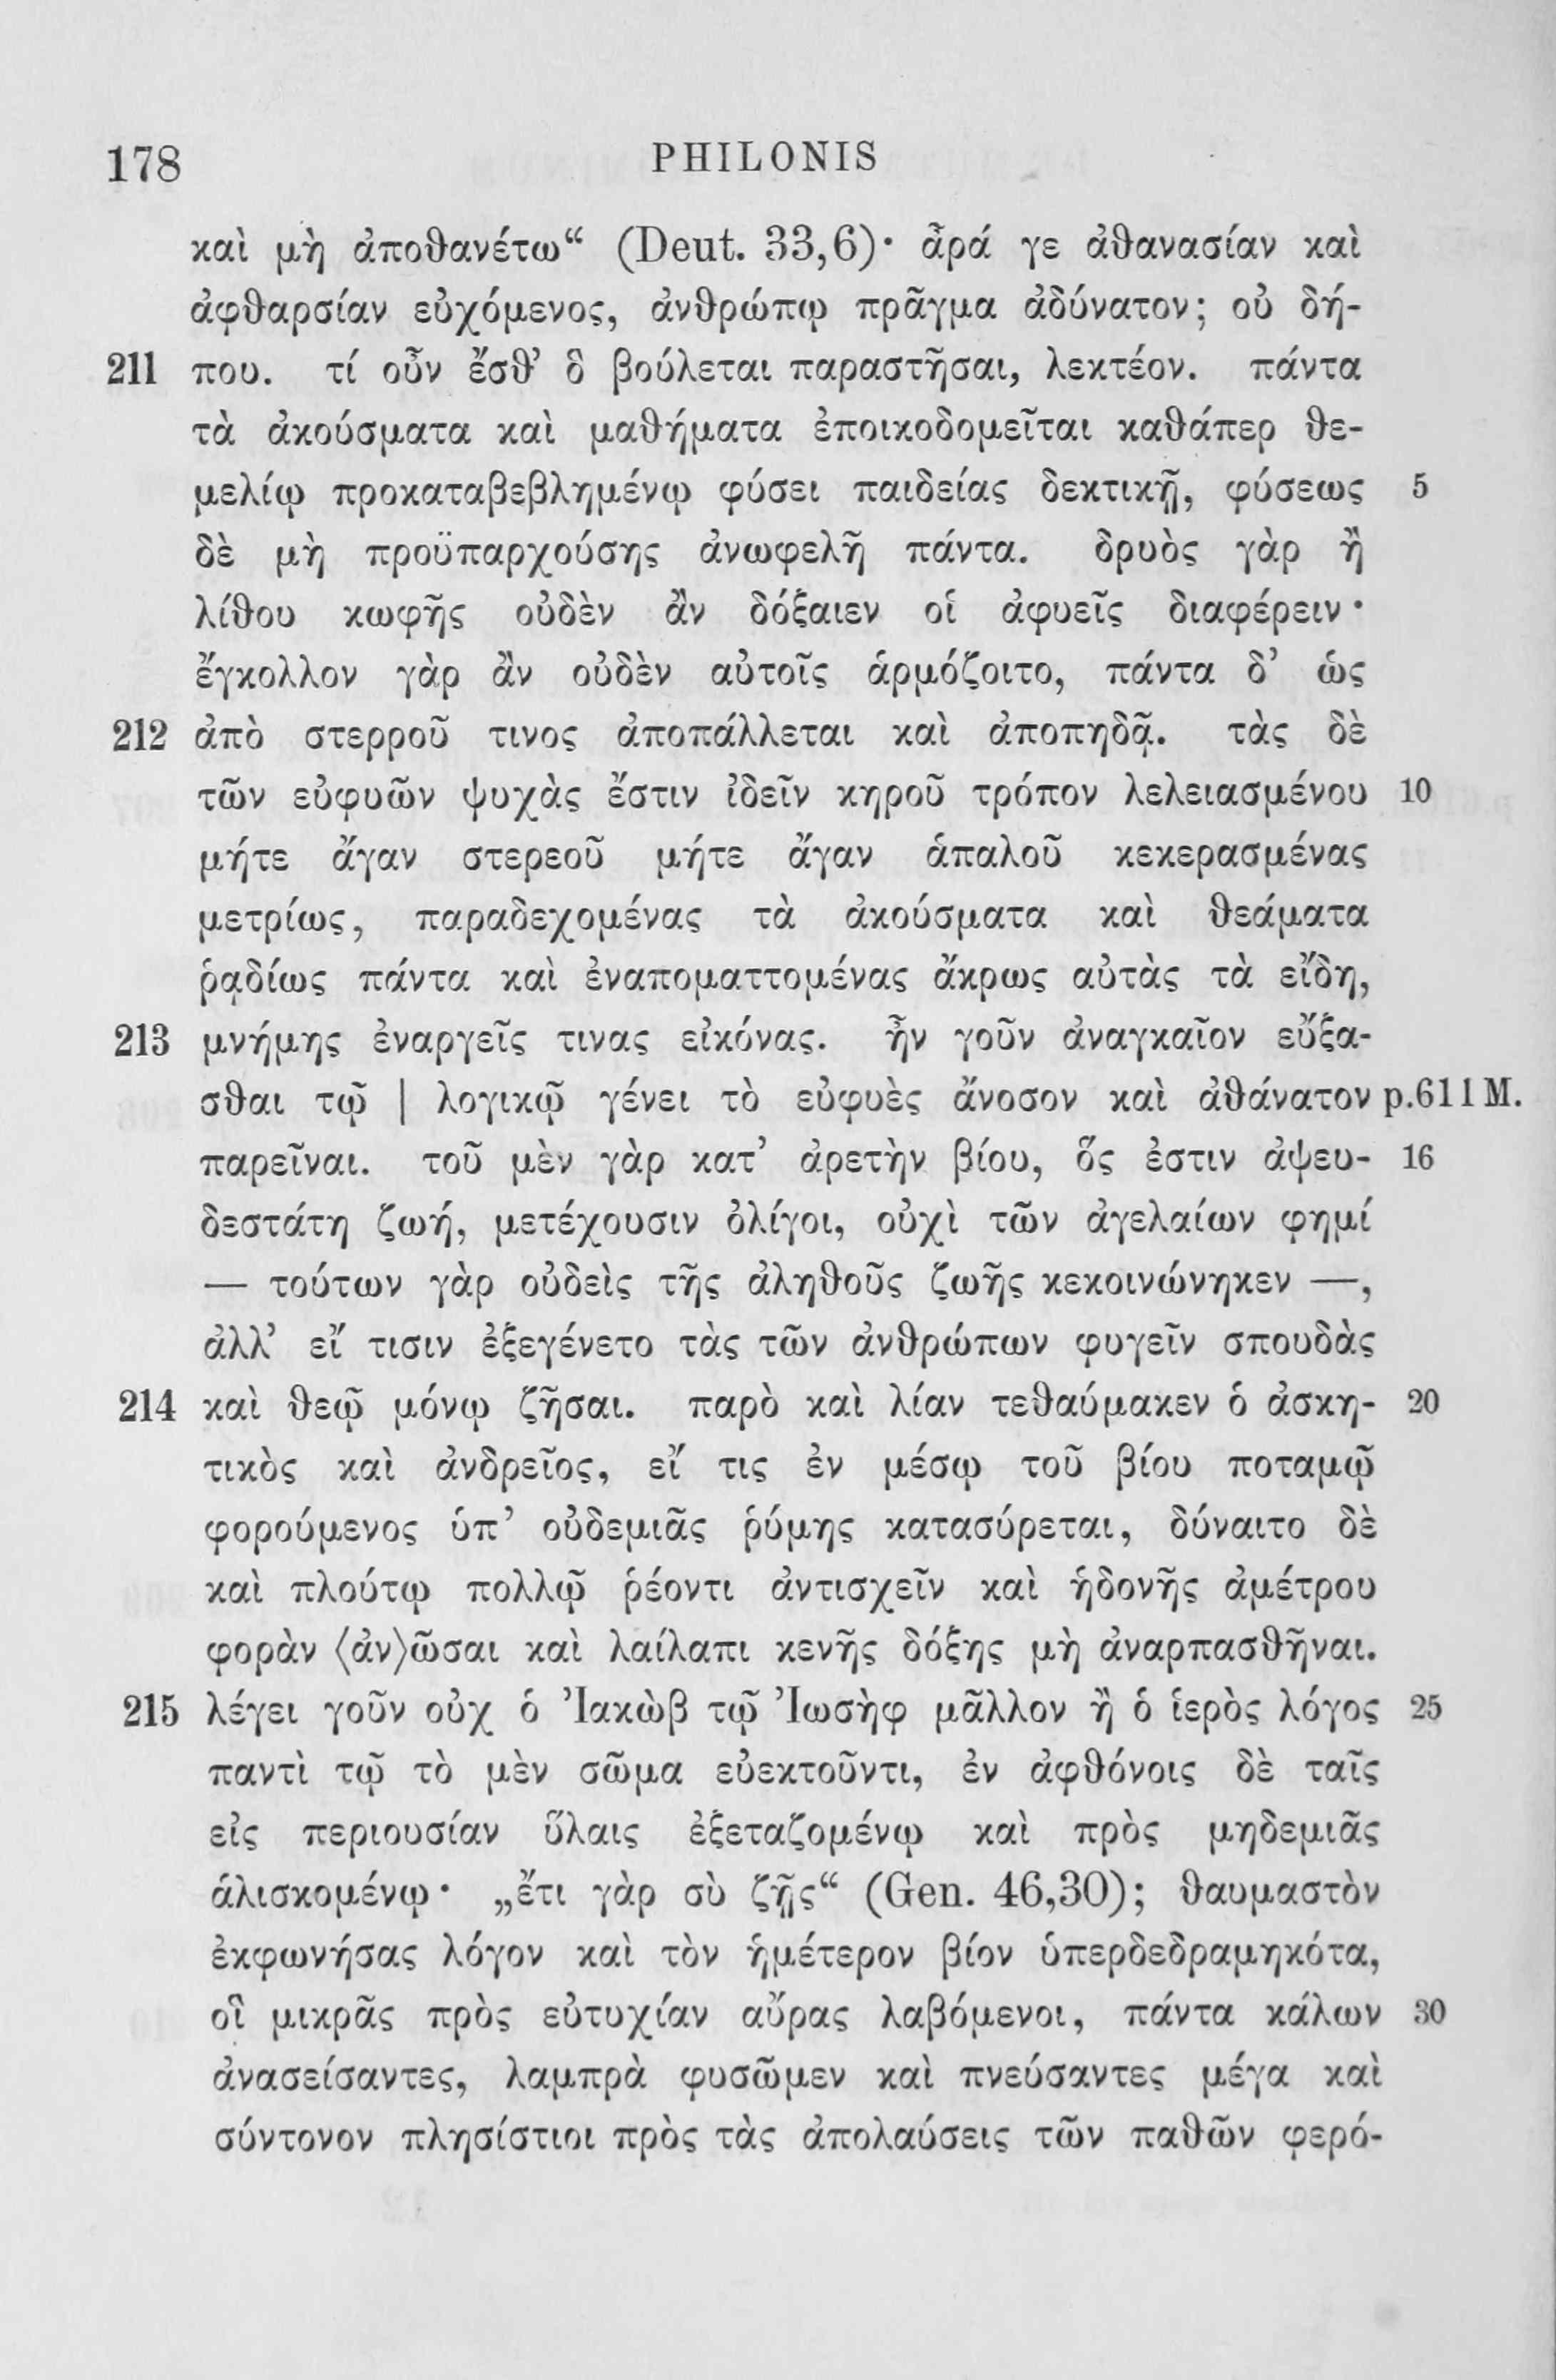 178 PHILONIS
καὶ μὴ ἀποθανέτω“ (Deut. 33,6)· ἆρά γε ἀθανασίαν καὶ
ἀφθαρσίαν εὐχόμενος, ἀνθρώπῳ πρᾶγμα ἀδύνατον; οὐ δή-
211 που. τί οὖν ἔσθ’ ὃ βούλεται παραστῆσαι, λεκτέον. πάντα
τὰ ἀκούσματα καὶ μαθήματα ἐποικοδομεῖται καθάπερ θε-
μελίῳ προκαταβεβλημένῳ φύσει παιδείας δεκτικῇ, φύσεως 5
δὲ μὴ προϋπαρχούσης ἀνωφελῆ πάντα. δρυὸς γὰρ ἢ
λίθου κωφῆς οὐδὲν ἂν δόξαιεν οἱ ἀφυεῖς διαφέρειν·
ἔγκολλον γὰρ ἂν οὐδὲν αὐτοῖς ἁρμόζοιτο, πάντα δ’ ὡς
212 ἀπὸ στερροῦ τινος ἀποπάλλεται καὶ ἀποπηδᾷ. τὰς δὲ
τῶν εὐφυῶν ψυχὰς ἔστιν ἰδεῖν κηροῦ τρόπον λελειασμένου 10
μήτε ἄγαν στερεοῦ μήτε ἄγαν ἁπαλοῦ κεκερασμένας
μετρίως, παραδεχομένας τὰ ἀκούσματα καὶ θεάματα
ῥᾳδίως πάντα καὶ ἐναποματτομένας ἄκρως αὐτὰς τὰ εἴδη,
213 μνήμης ἐναργεῖς τινας εἰκόνας. ἦν γοῦν ἀναγκαῖον εὔξα-
σθαι τῷ | λογικῷ γένει τὸ εὐφυὲς ἄνοσον καὶ ἀθάνατον p.611 M.
παρεῖναι. τοῦ μὲν γὰρ κατ’ ἀρετὴν βίου, ὅς ἐστιν ἀψευ- 16
δεστάτη ζωή, μετέχουσιν ὀλίγοι, οὐχὶ τῶν ἀγελαίων φημί
— τούτων γὰρ οὐδεὶς τῆς ἀληθοῦς ζωῆς κεκοινώνηκεν —,
ἀλλ’ εἴ τισιν ἐξεγένετο τὰς τῶν ἀνθρώπων φυγεῖν σπουδὰς
214 καὶ θεῷ μόνῳ ζῆσαι. παρὸ καὶ λίαν τεθαύμακεν ὁ ἀσκη- 20
τικὸς καὶ ἀνδρεῖος, εἴ τις ἐν μέσῳ τοῦ βίου ποταμῷ
φορούμενος ὑπ’ οὐδεμιᾶς ῥύμης κατασύρεται, δύναιτο δὲ
καὶ πλούτῳ πολλῷ ῥέοντι ἀντισχεῖν καὶ ἡδονῆς ἀμέτρου
φορὰν ⟨ἀν⟩ῶσαι καὶ λαίλαπι κενῆς δόξης μὴ ἀναρπασθῆναι.
215 λέγει γοῦν οὐχ ὁ Ἰακὼβ τῷ Ἰωσὴφ μᾶλλον ἢ ὁ ἱερὸς λόγος 25
παντὶ τῷ τὸ μὲν σῶμα εὐεκτοῦντι, ἐν ἀφθόνοις δὲ ταῖς
εἰς περιουσίαν ὕλαις ἐξεταζομένῳ καὶ πρὸς μηδεμιᾶς
ἁλισκομένῳ· „ἔτι γὰρ σὺ ζῇς“ (Gen. 46,30); θαυμαστὸν
ἐκφωνήσας λόγον καὶ τὸν ἡμέτερον βίον ὑπερδεδραμηκότα,
οἳ μικρᾶς πρὸς εὐτυχίαν αὔρας λαβόμενοι, πάντα κάλων 30
ἀνασείσαντες, λαμπρὰ φυσῶμεν καὶ πνεύσαντες μέγα καὶ
σύντονον πλησίστιοι πρὸς τὰς ἀπολαύσεις τῶν παθῶν φερό-